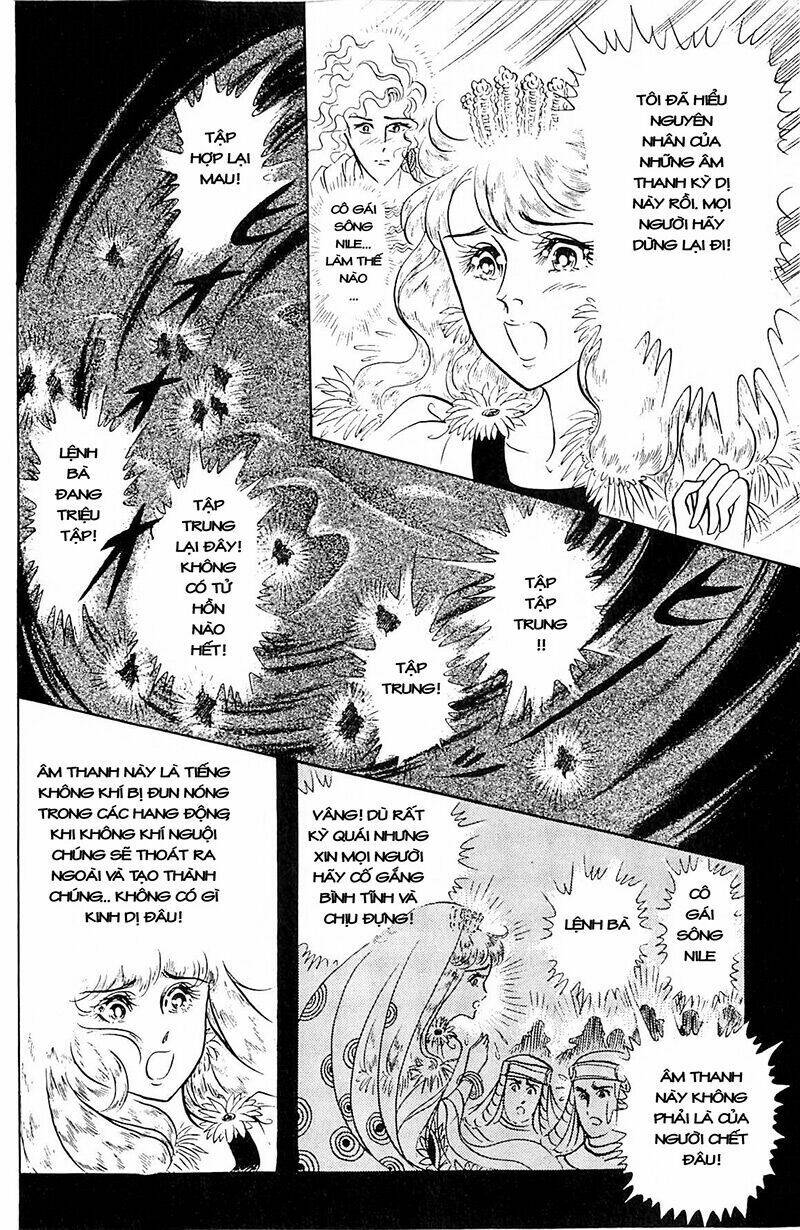 TÔI ĐÃ HIỂU
NGUYÊN
NHÂN CỦA
NHỮNG ÂM
THANH KỲ DỊ
NÀY RỒI. MỌI
NGƯỜI HÃY
DỪNG LẠI ĐI!
CÔ GÁI
SÔNG
NILE...
LÀM THẾ
NÀO
...
TẬP
HỢP LẠI
MAU!
LỆNH
BÀ
ĐANG
TRIỆU
TẬP!
TẬP
TRUNG
LẠI ĐÂY!
KHÔNG
CÓ TỬ
HỒN
NÀO
HẾT!
TẬP
TẬP
TRUNG
!!
TẬP
TRUNG!
ヒ
オ
オ
オ
ヒ
ÂM THANH NÀY LÀ TIẾNG
KHÔNG KHÍ BỊ ĐUN NÓNG
TRONG CÁC HANG ĐỘNG,
KHI KHÔNG KHÍ NGUỘI
CHÚNG SẼ THOÁT RA
NGOÀI VÀ TẠO THÀNH
CHÚNG.. KHÔNG CÓ GÌ
KINH DỊ ĐÂU!
VÂNG! DÙ RẤT
KỲ QUÁI NHƯNG
XIN MỌI NGƯỜI
HÃY CỐ GẮNG
BÌNH TĨNH VÀ
CHỊU ĐỰNG!
LỆNH BÀ
CÔ
GÁI
SÔNG
NILE
ÂM THANH
NÀY KHÔNG
PHẢI LÀ CỦA
NGƯỜI CHẾT
ĐÂU!